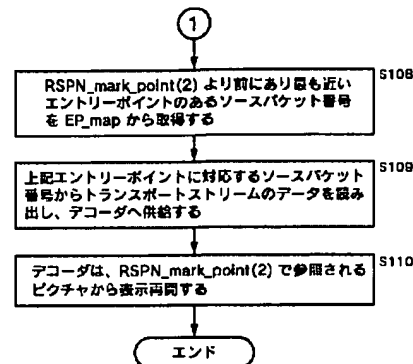 1
RSPN_mark_point(2) より前にあり最も近い
エントリーポイントのあるソースパケット番号
を EP_map から取得する
S108
上記エントリーポイントに対応するソースパケット
番号からトランスポートストリームのデータを読み
出し、デコーダへ供給する
S109
デコーダは、RSPN_mark_point(2) で参照される
ピクチャから表示再開する
S110
エンド